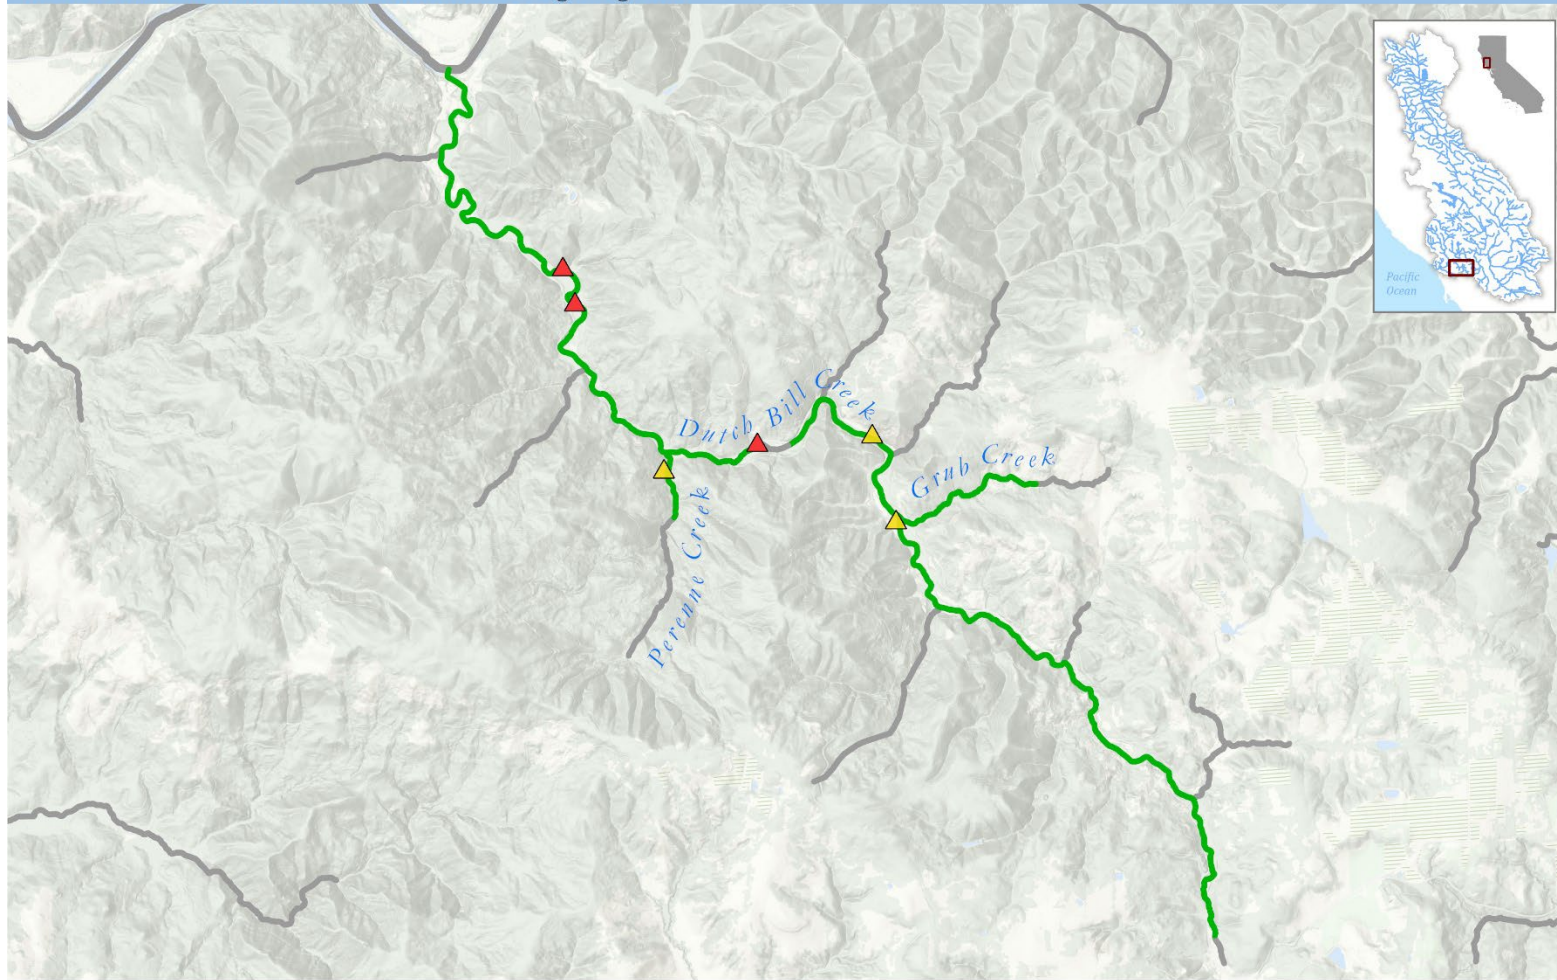 Dutch Bill Creek
Grub Creek
Perenne Creek
Pacific
Ocean